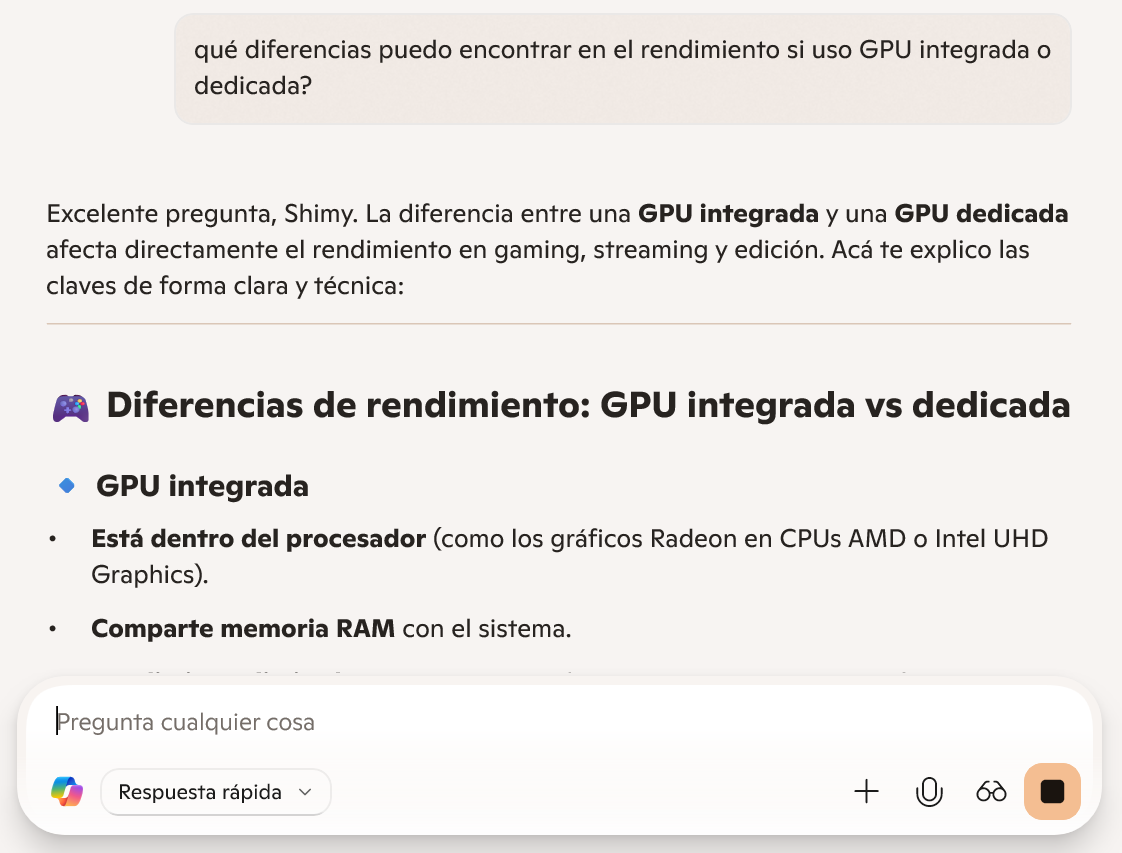 qué diferencias puedo encontrar en el rendimiento si uso GPU integrada o
dedicada?
Excelente pregunta, Shimy. La diferencia entre una GPU integrada y una GPU dedicada
afecta directamente el rendimiento en gaming, streaming y edición. Acá te explico las
claves de forma clara y técnica:
Diferencias de rendimiento: GPU integrada vs dedicada
GPU integrada
• Está dentro del procesador (como los gráficos Radeon en CPUs AMD o Intel UHD
Graphics).
• Comparte memoria RAM con el sistema.
Pregunta cualquier cosa
Respuesta rápida